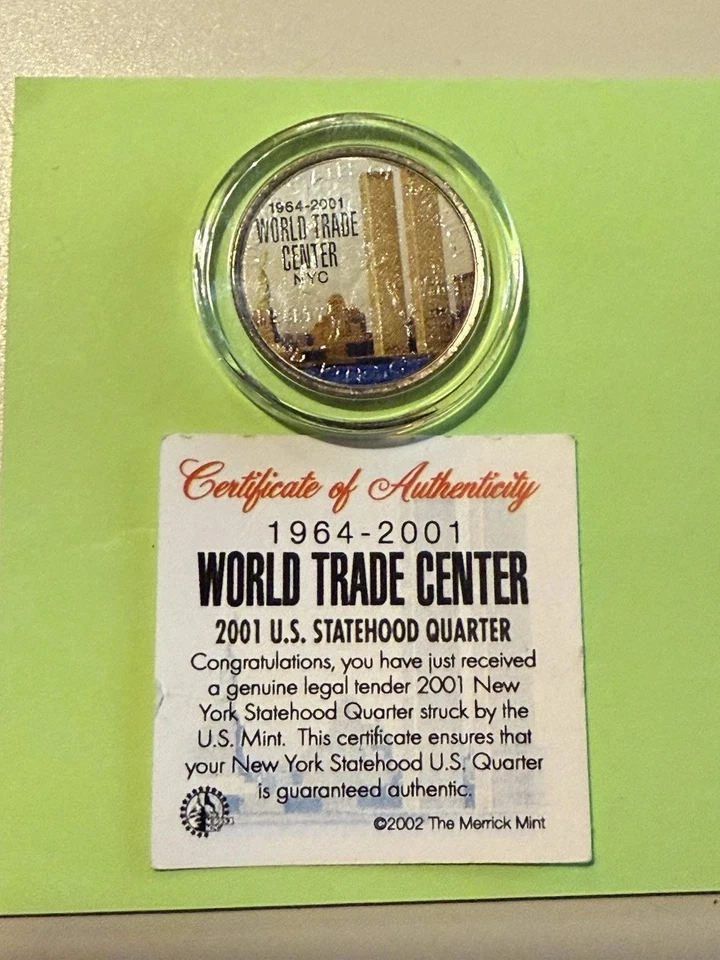 1964-2001
WORLD TRADE
CENTER
NYC
Certificate of Authenticity
1964-2001
WORLD TRADE CENTER
2001 U.S. STATEHOOD QUARTER
Congratulations, you have just received
a genuine legal tender 2001 New
York Statehood Quarter struck by the
U.S. Mint. This certificate ensures that
your New York Statehood U.S. Quarter
is guaranteed authentic.
©2002 The Merrick Mint